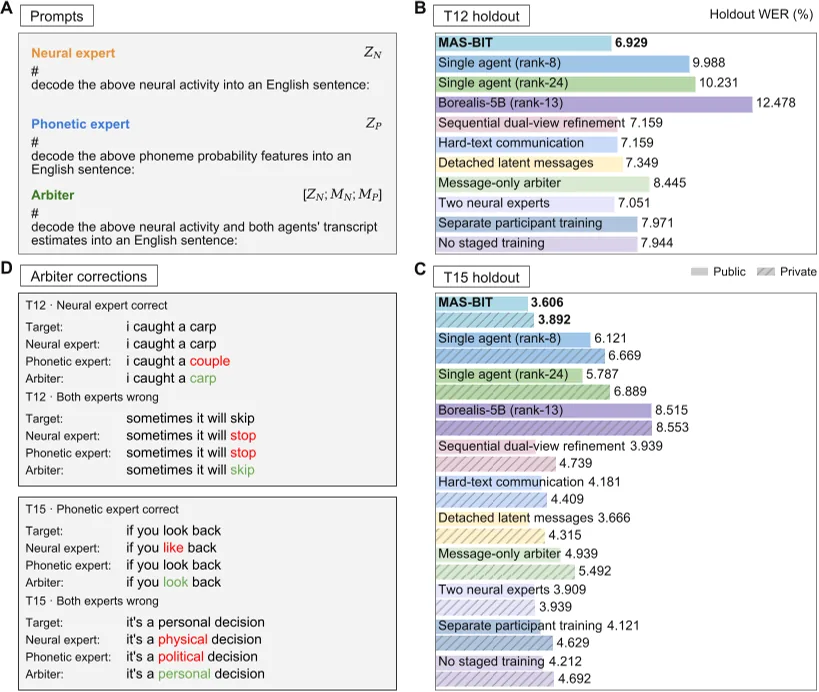 A Prompts
Neural expert Z_N
#
decode the above neural activity into an English sentence:
Phonetic expert Z_P
#
decode the above phoneme probability features into an
English sentence:
Arbiter [Z_N; M_N; M_P]
#
decode the above neural activity and both agents' transcript
estimates into an English sentence:
B T12 holdout Holdout WER (%)
MAS-BIT 6.929
Single agent (rank-8) 9.988
Single agent (rank-24) 10.231
Borealis-5B (rank-13) 12.478
Sequential dual-view refinement 7.159
Hard-text communication 7.159
Detached latent messages 7.349
Message-only arbiter 8.445
Two neural experts 7.051
Separate participant training 7.971
No staged training 7.944
D Arbiter corrections
T12 · Neural expert correct
Target: i caught a carp
Neural expert: i caught a carp
Phonetic expert: i caught a couple
Arbiter: i caught a carp
T12 · Both experts wrong
Target: sometimes it will skip
Neural expert: sometimes it will stop
Phonetic expert: sometimes it will stop
Arbiter: sometimes it will skip
T15 · Phonetic expert correct
Target: if you look back
Neural expert: if you like back
Phonetic expert: if you look back
Arbiter: if you look back
T15 · Both experts wrong
Target: it's a personal decision
Neural expert: it's a physical decision
Phonetic expert: it's a political decision
Arbiter: it's a personal decision
C T15 holdout Public Private
MAS-BIT 3.606
3.892
Single agent (rank-8) 6.121
6.669
Single agent (rank-24) 5.787
6.889
Borealis-5B (rank-13) 8.515
8.553
Sequential dual-view refinement 3.939
4.739
Hard-text communication 4.181
4.409
Detached latent messages 3.666
4.315
Message-only arbiter 4.939
5.492
Two neural experts 3.909
3.939
Separate participant training 4.121
4.629
No staged training 4.212
4.692